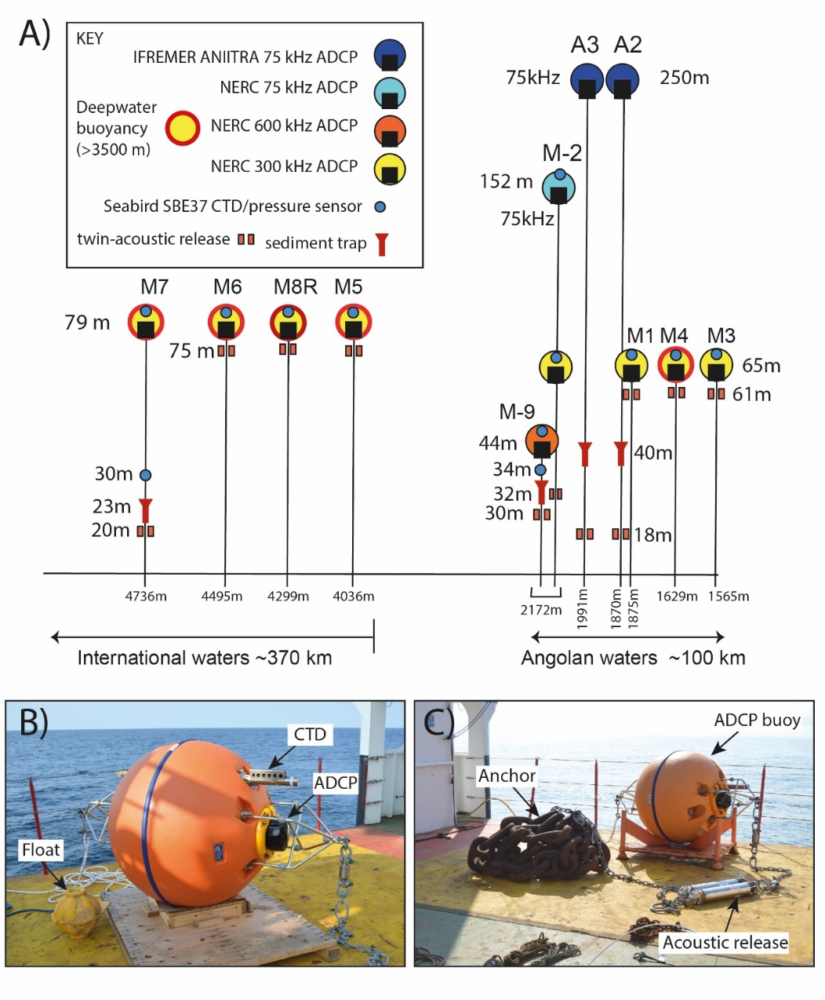 A)
KEY
IFREMER ANIITRA 75 kHz ADCP
NERC 75 kHz ADCP
Deepwater
buoyancy
(>3500 m)
NERC 600 kHz ADCP
NERC 300 kHz ADCP
Seabird SBE37 CTD/pressure sensor
twin-acoustic release
sediment trap
A3 A2
75kHz
250m
M-2
152 m
75kHz
M7 M6 M8R M5
79 m
75 m
M1 M4 M3
65m
61m
M-9
44m
34m
32m
30m
40m
18m
30m
23m
20m
4736m 4495m 4299m 4036m
2172m 1991m 1870m 1875m 1629m 1565m
International waters ~370 km
Angolan waters ~100 km
B)
CTD
ADCP
Float
C)
ADCP buoy
Anchor
Acoustic release